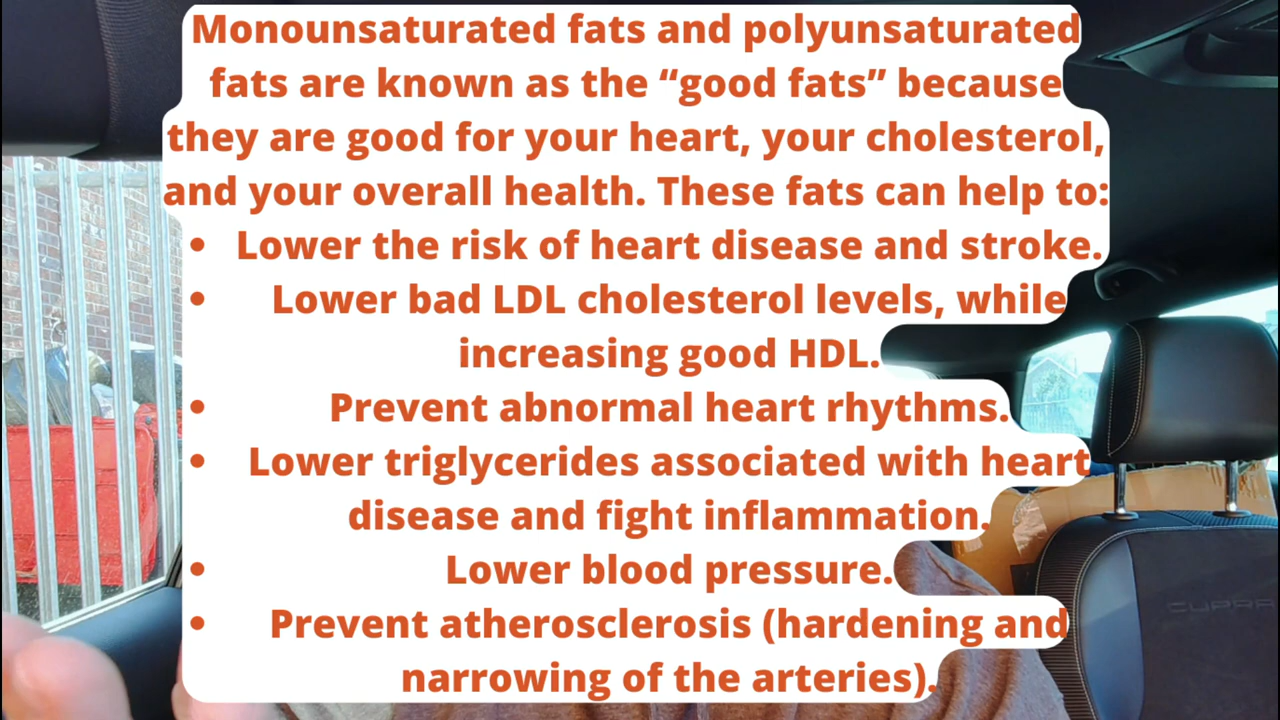 Monounsaturated fats and polyunsaturated
fats are known as the “good fats” because
they are good for your heart, your cholesterol,
and your overall health. These fats can help to:
• Lower the risk of heart disease and stroke.
• Lower bad LDL cholesterol levels, while
increasing good HDL.
• Prevent abnormal heart rhythms.
• Lower triglycerides associated with heart
disease and fight inflammation.
• Lower blood pressure.
• Prevent atherosclerosis (hardening and
narrowing of the arteries).
CUPRA